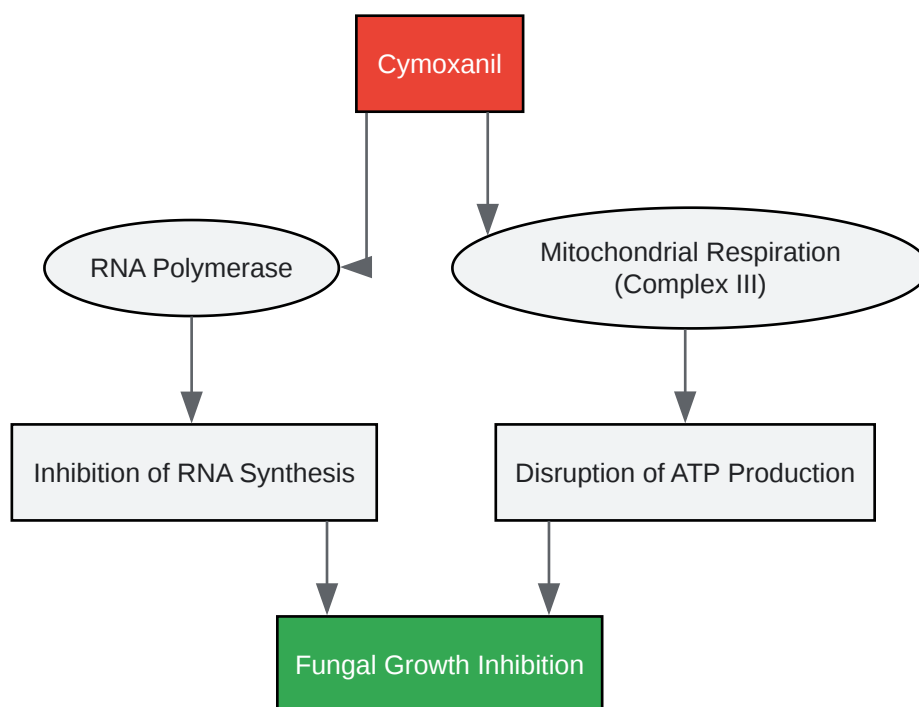 Cymoxanil
RNA Polymerase
Mitochondrial Respiration
(Complex III)
Inhibition of RNA Synthesis
Disruption of ATP Production
Fungal Growth Inhibition